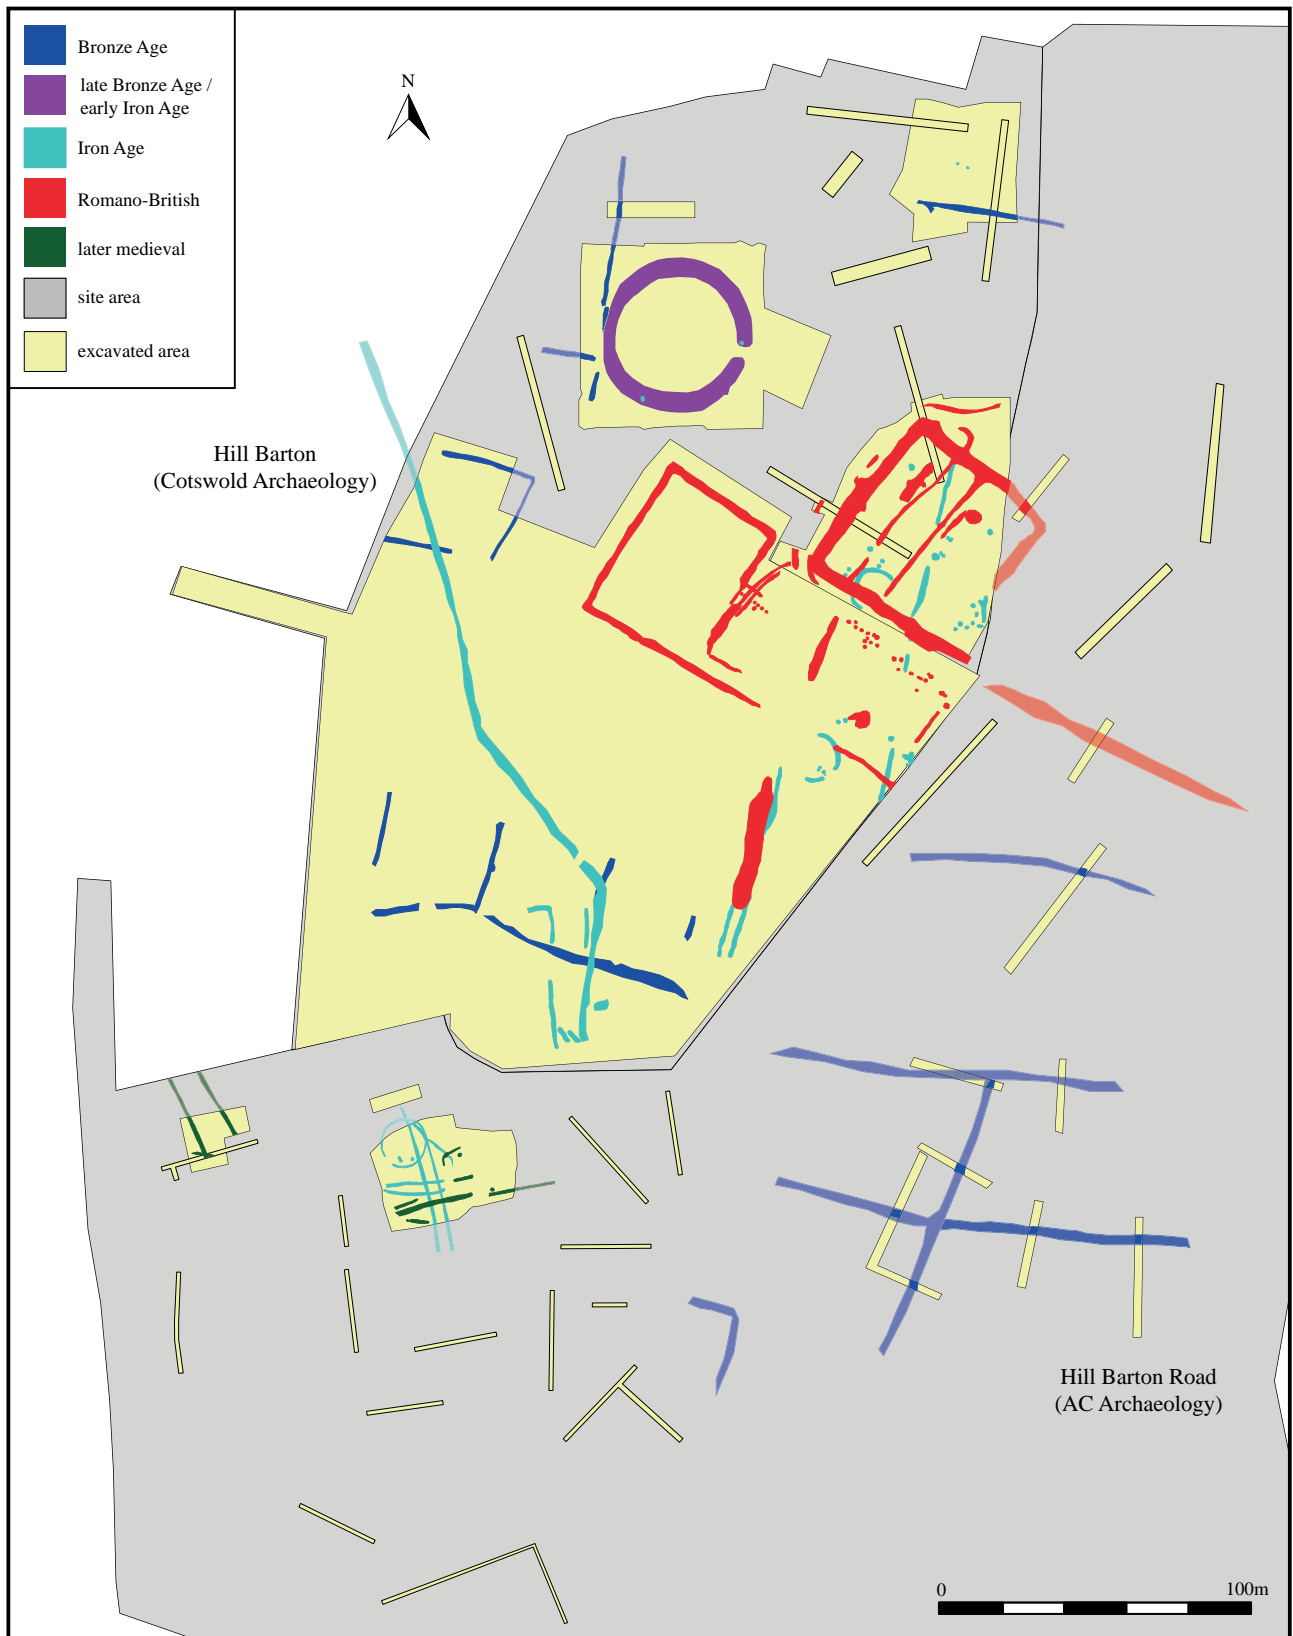 Bronze Age
late Bronze Age /
early Iron Age
Iron Age
Romano-British
later medieval
site area
excavated area
N
Hill Barton
(Cotswold Archaeology)
Hill Barton Road
(AC Archaeology)
0 100m